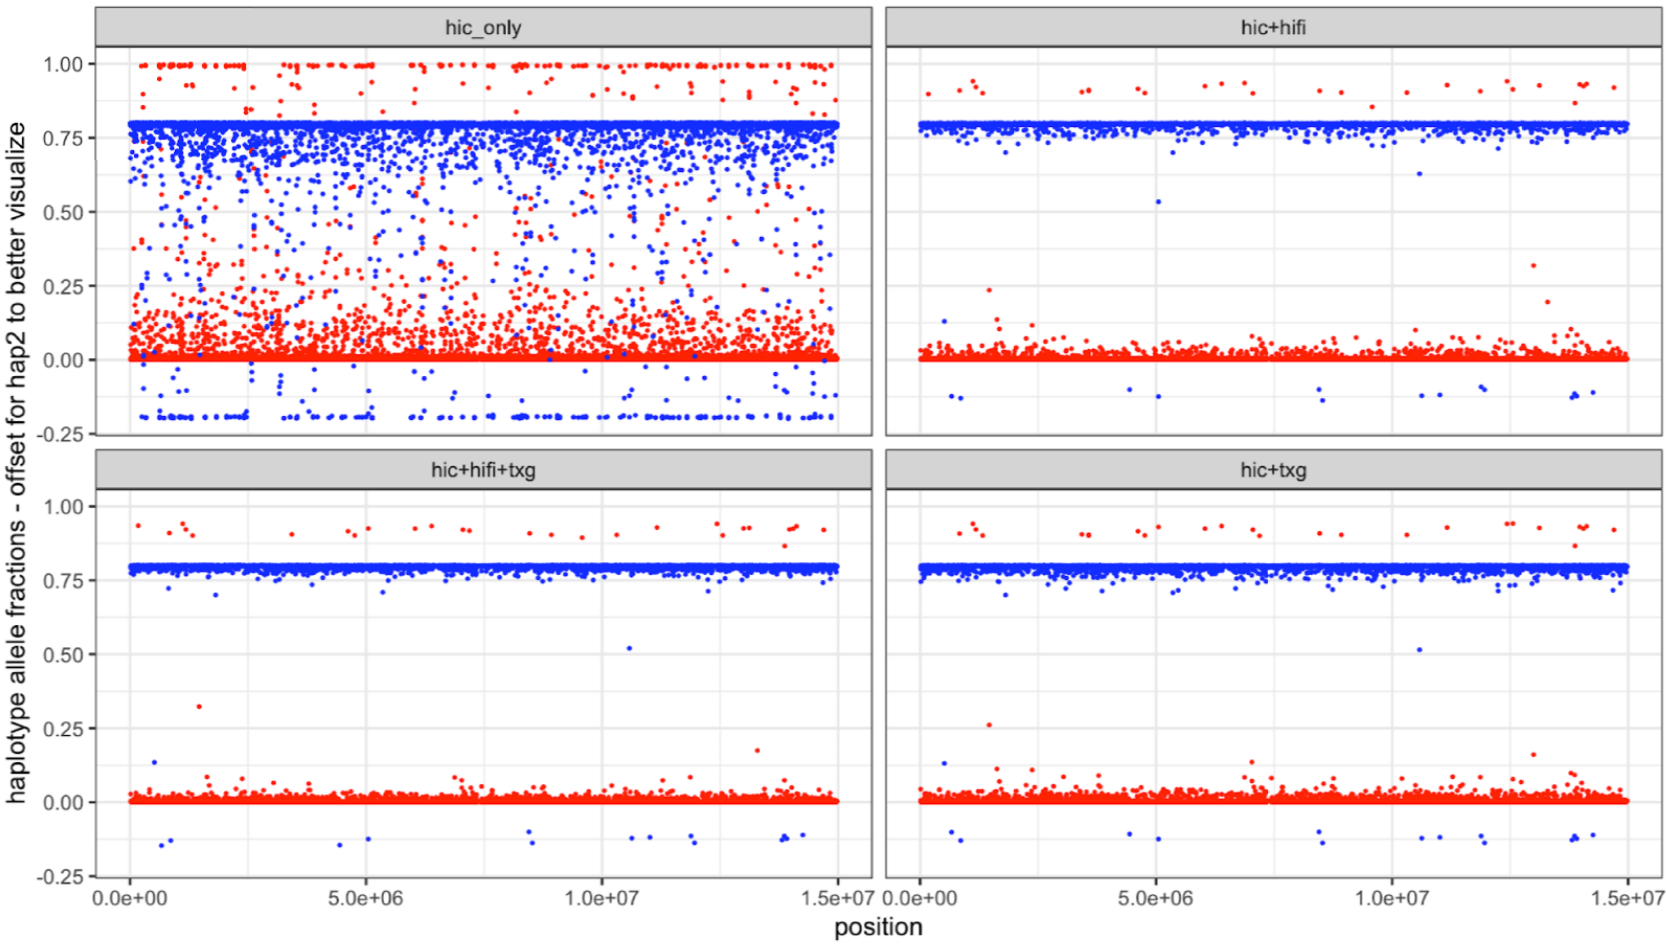 hic_only
hic+hifi
1.00
0.75
0.50
0.25
0.00
-0.25
hic+hifi+txg
hic+txg
1.00
0.75
0.50
0.25
0.00
-0.25
haplotype allele fractions - offset for hap2 to better visualize
0.0e+00
5.0e+06
1.0e+07
1.5e+07
0.0e+00
5.0e+06
1.0e+07
1.5e+07
position